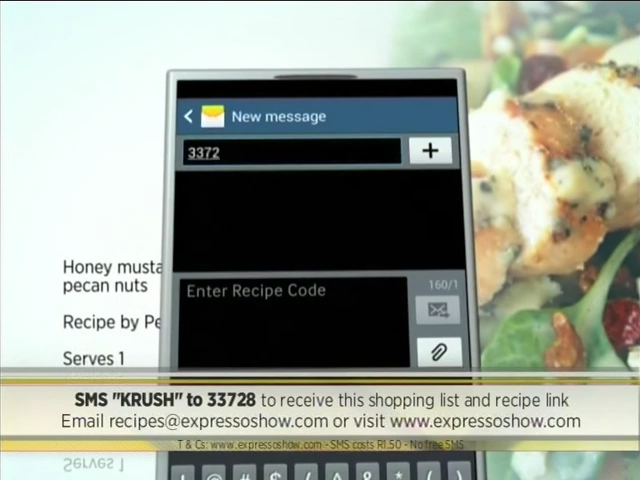 New message
3372
+
160/1
Enter Recipe Code
Honey musta
pecan nuts
Recipe by Pe
Serves 1
SMS "KRUSH" to 33728 to receive this shopping list and recipe link
Email recipes@expressoshow.com or visit www.expressoshow.com
T & Cs: www.expressoshow.com - SMS costs R1.50 - No free SMS
Serves 1
! @ # $ / ^ & * ( )